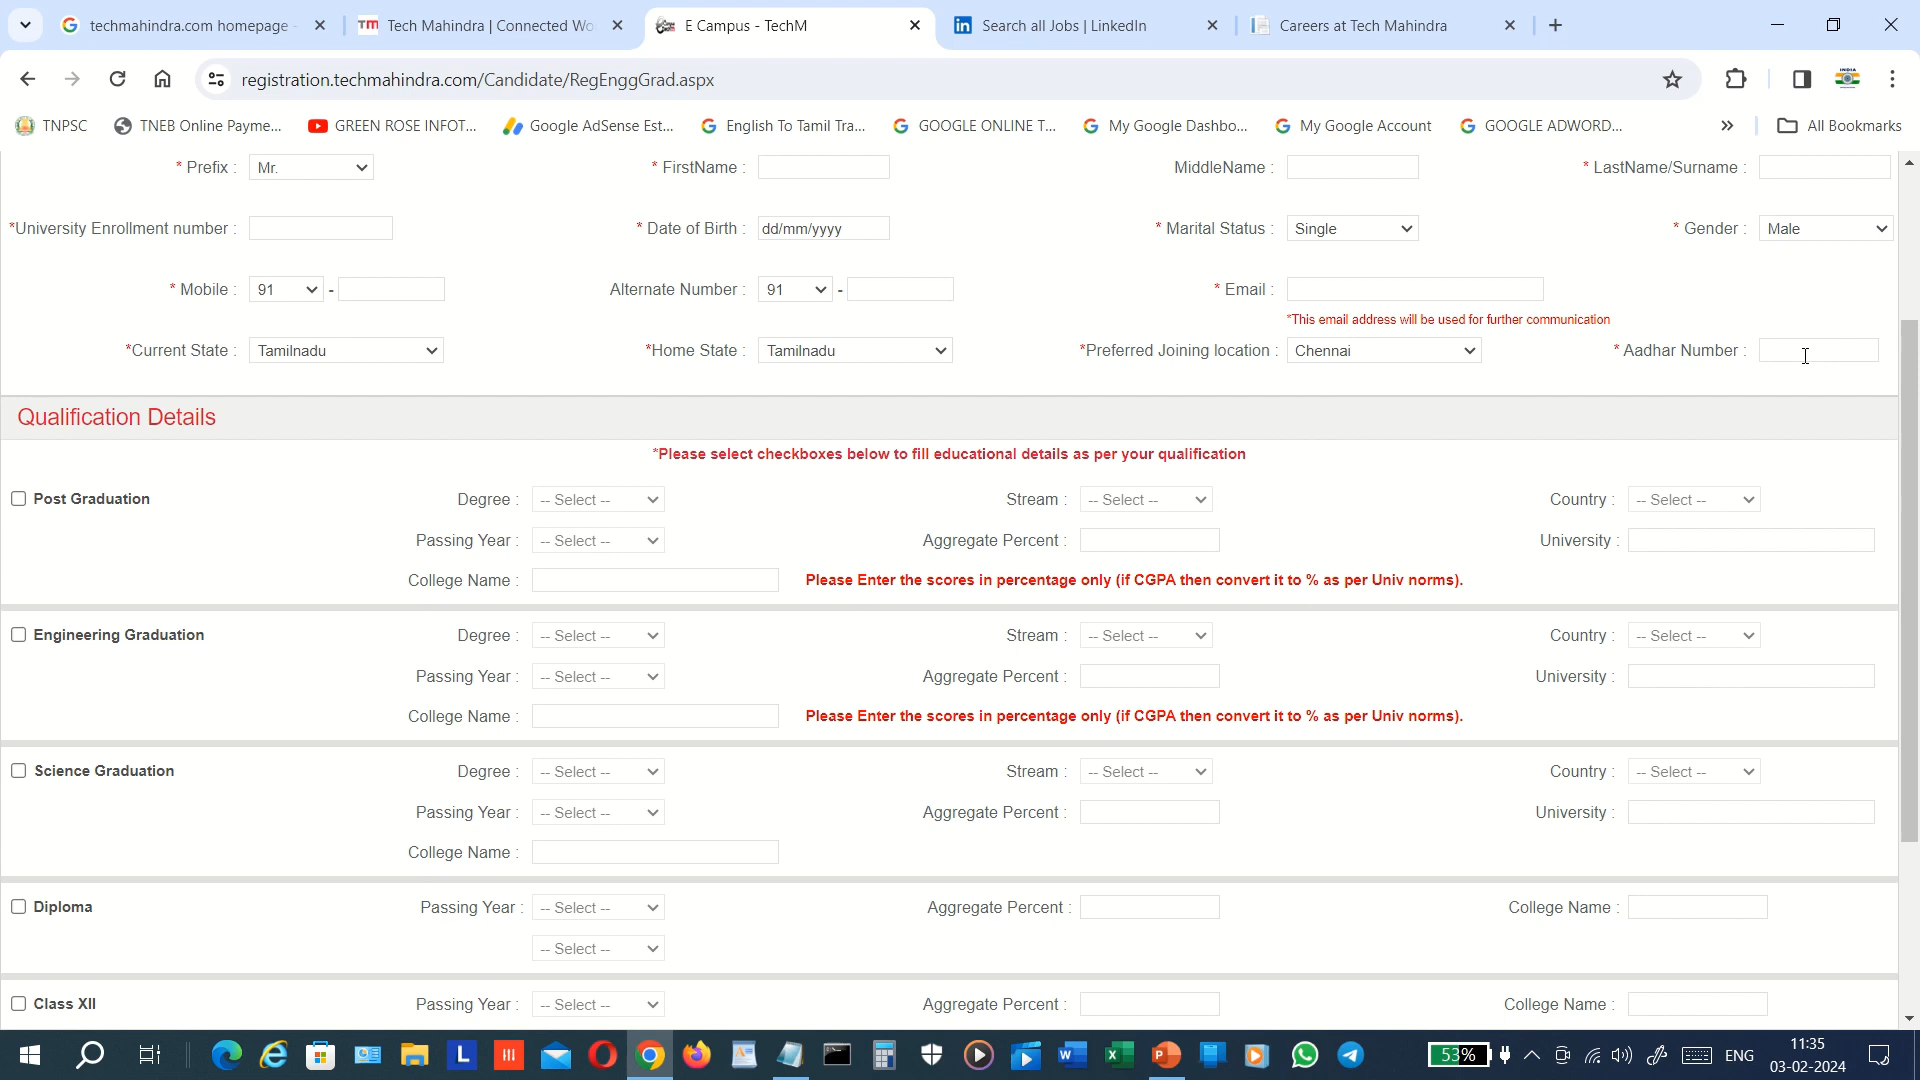 techmahindra.com homepage -
Tech Mahindra | Connected Wo
E Campus - TechM
Search all Jobs | LinkedIn
Careers at Tech Mahindra
registration.techmahindra.com/Candidate/RegEnggGrad.aspx
TNPSC
TNEB Online Payme...
GREEN ROSE INFOT...
Google AdSense Est...
English To Tamil Tra...
GOOGLE ONLINE T...
My Google Dashbo...
My Google Account
GOOGLE ADWORD...
All Bookmarks
* Prefix : Mr. * FirstName : MiddleName : * LastName/Surname :
*University Enrollment number : * Date of Birth : dd/mm/yyyy * Marital Status : Single * Gender : Male
* Mobile : 91 - Alternate Number : 91 - * Email :
*This email address will be used for further communication
*Current State : Tamilnadu *Home State : Tamilnadu *Preferred Joining location : Chennai * Aadhar Number :
Qualification Details
*Please select checkboxes below to fill educational details as per your qualification
Post Graduation Degree : -- Select -- Stream : -- Select -- Country : -- Select --
Passing Year : -- Select -- Aggregate Percent : University :
College Name : Please Enter the scores in percentage only (if CGPA then convert it to % as per Univ norms).
Engineering Graduation Degree : -- Select -- Stream : -- Select -- Country : -- Select --
Passing Year : -- Select -- Aggregate Percent : University :
College Name : Please Enter the scores in percentage only (if CGPA then convert it to % as per Univ norms).
Science Graduation Degree : -- Select -- Stream : -- Select -- Country : -- Select --
Passing Year : -- Select -- Aggregate Percent : University :
College Name :
Diploma Passing Year : -- Select -- Aggregate Percent : College Name :
-- Select --
Class XII Passing Year : -- Select -- Aggregate Percent : College Name :
53%
ENG
11:35
03-02-2024